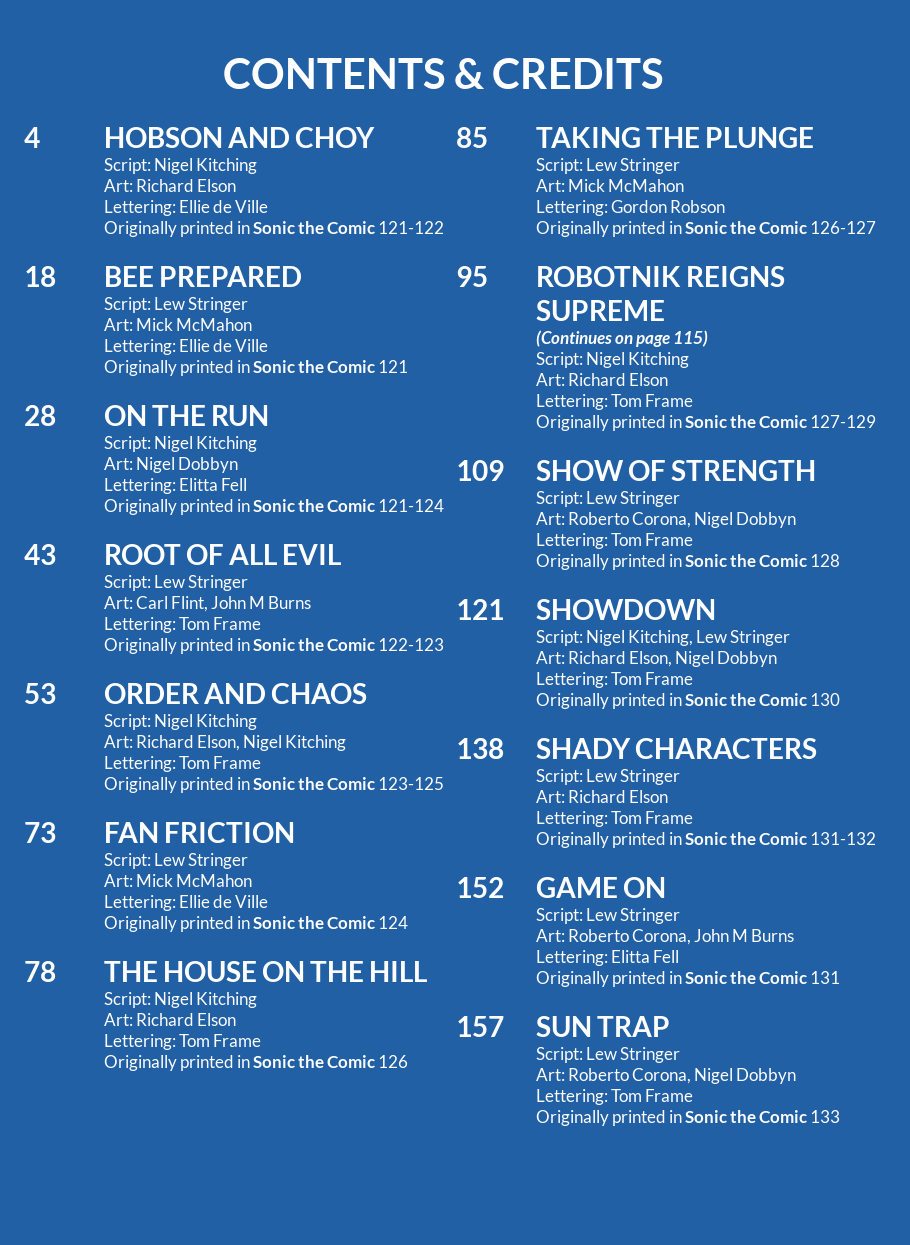 CONTENTS & CREDITS
4
HOBSON AND CHOY
Script: Nigel Kitching
Art: Richard Elson
Lettering: Ellie de Ville
Originally printed in Sonic the Comic 121-122
18
BEE PREPARED
Script: Lew Stringer
Art: Mick McMahon
Lettering: Ellie de Ville
Originally printed in Sonic the Comic 121
28
ON THE RUN
Script: Nigel Kitching
Art: Nigel Dobbyn
Lettering: Elitta Fell
Originally printed in Sonic the Comic 121-124
43
ROOT OF ALL EVIL
Script: Lew Stringer
Art: Carl Flint, John M Burns
Lettering: Tom Frame
Originally printed in Sonic the Comic 122-123
53
ORDER AND CHAOS
Script: Nigel Kitching
Art: Richard Elson, Nigel Kitching
Lettering: Tom Frame
Originally printed in Sonic the Comic 123-125
73
FAN FRICTION
Script: Lew Stringer
Art: Mick McMahon
Lettering: Ellie de Ville
Originally printed in Sonic the Comic 124
78
THE HOUSE ON THE HILL
Script: Nigel Kitching
Art: Richard Elson
Lettering: Tom Frame
Originally printed in Sonic the Comic 126
85
TAKING THE PLUNGE
Script: Lew Stringer
Art: Mick McMahon
Lettering: Gordon Robson
Originally printed in Sonic the Comic 126-127
95
ROBOTNIK REIGNS
SUPREME
(Continues on page 115)
Script: Nigel Kitching
Art: Richard Elson
Lettering: Tom Frame
Originally printed in Sonic the Comic 127-129
109
SHOW OF STRENGTH
Script: Lew Stringer
Art: Roberto Corona, Nigel Dobbyn
Lettering: Tom Frame
Originally printed in Sonic the Comic 128
121
SHOWDOWN
Script: Nigel Kitching, Lew Stringer
Art: Richard Elson, Nigel Dobbyn
Lettering: Tom Frame
Originally printed in Sonic the Comic 130
138
SHADY CHARACTERS
Script: Lew Stringer
Art: Richard Elson
Lettering: Tom Frame
Originally printed in Sonic the Comic 131-132
152
GAME ON
Script: Lew Stringer
Art: Roberto Corona, John M Burns
Lettering: Elitta Fell
Originally printed in Sonic the Comic 131
157
SUN TRAP
Script: Lew Stringer
Art: Roberto Corona, Nigel Dobbyn
Lettering: Tom Frame
Originally printed in Sonic the Comic 133